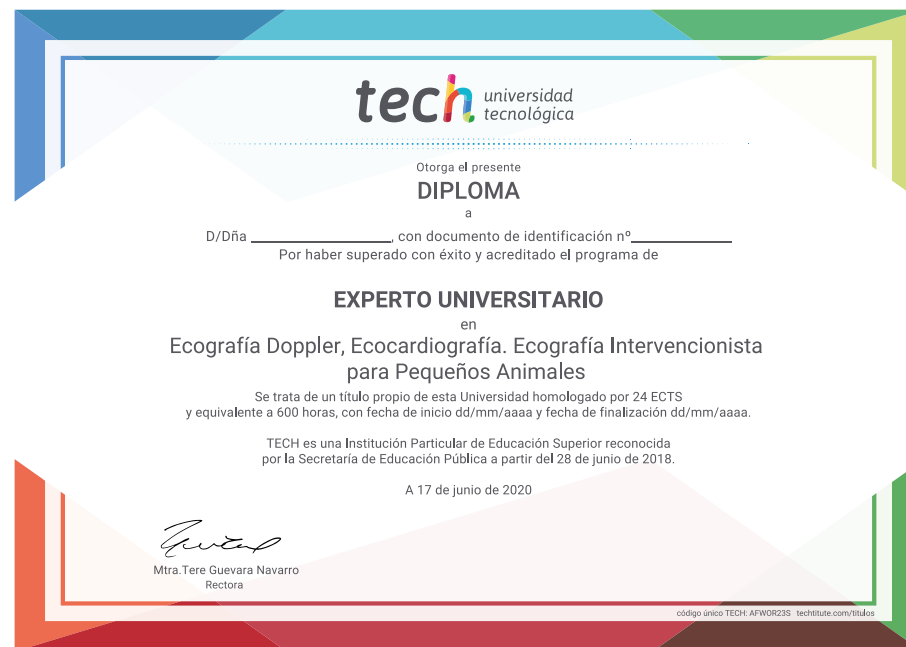 tech universidad
tecnológica
Otorga el presente
DIPLOMA
a
D/Dña ________________, con documento de identificación nº____________
Por haber superado con éxito y acreditado el programa de
EXPERTO UNIVERSITARIO
en
Ecografía Doppler, Ecocardiografía. Ecografía Intervencionista
para Pequeños Animales
Se trata de un título propio de esta Universidad homologado por 24 ECTS
y equivalente a 600 horas, con fecha de inicio dd/mm/aaaa y fecha de finalización dd/mm/aaaa.
TECH es una Institución Particular de Educación Superior reconocida
por la Secretaría de Educación Pública a partir del 28 de junio de 2018.
A 17 de junio de 2020
Mtra.Tere Guevara Navarro
Rectora
código único TECH: AFWOR23S techtitute.com/titulos